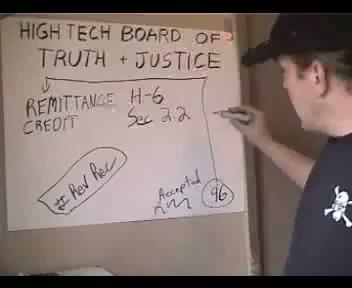 HIGH TECH BOARD OF
TRUTH + JUSTICE
REMITTANCE H-6
CREDIT Sec 2.2
# Rev Rec
Accepted
96